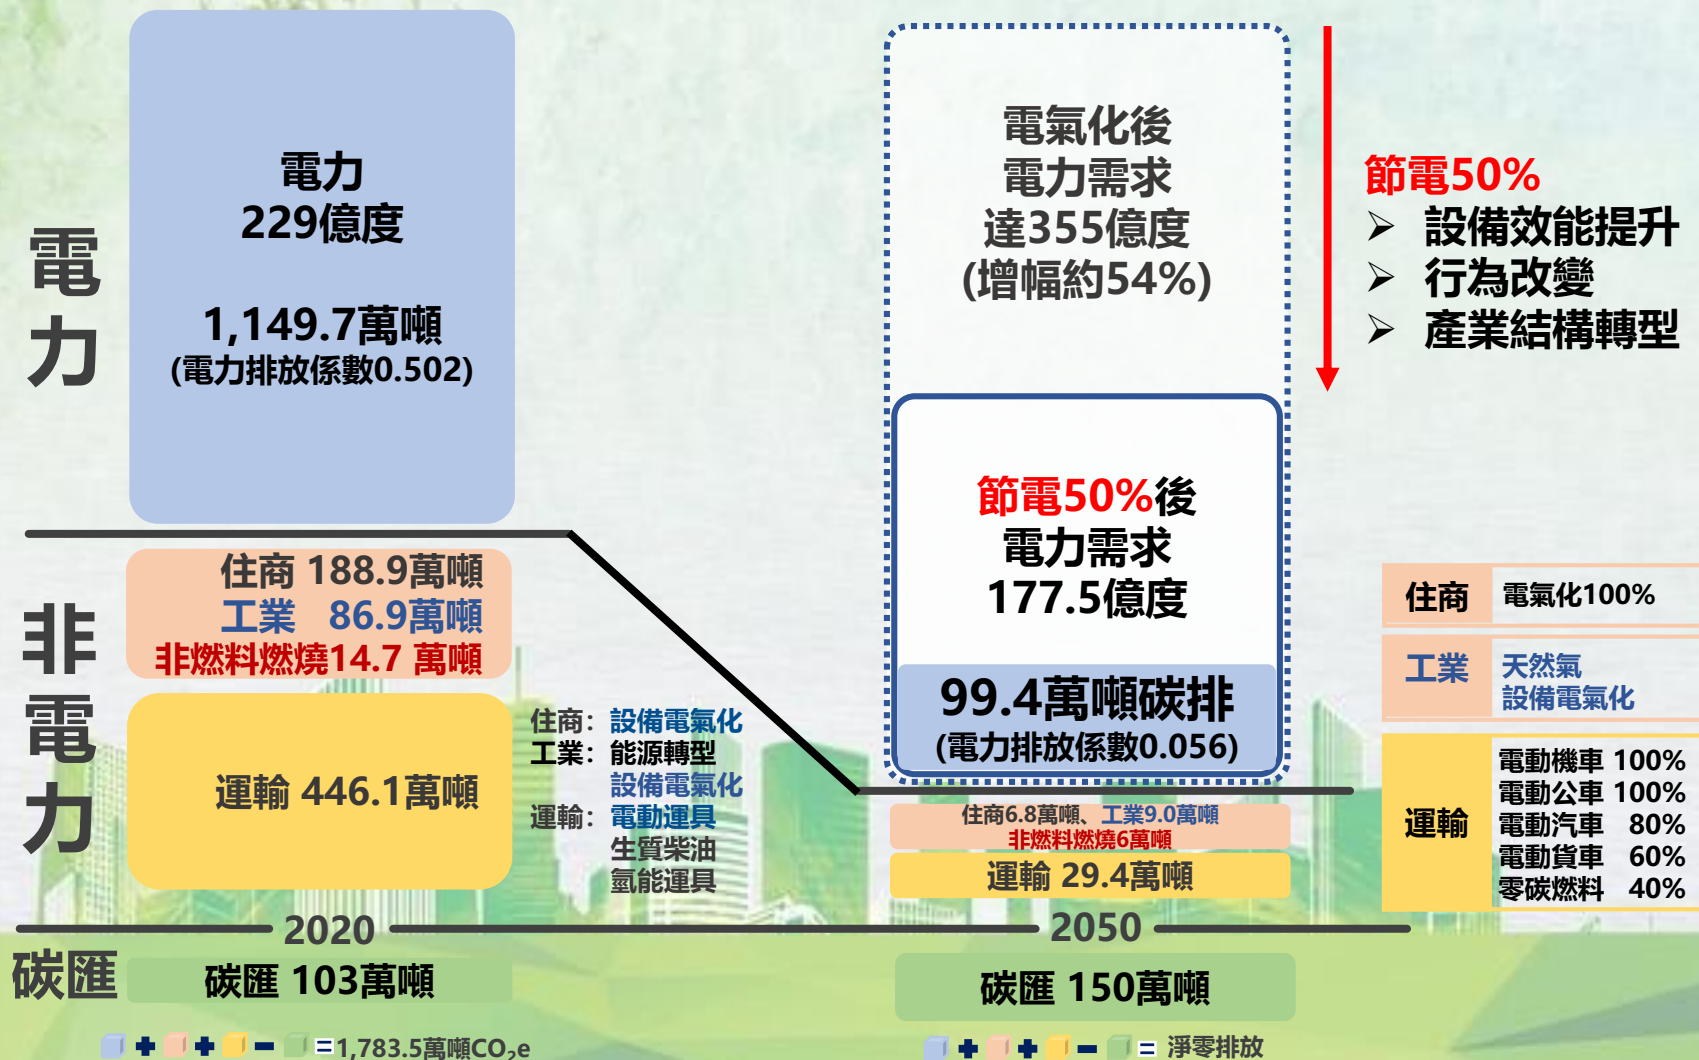 電力
電力
229億度
1,149.7萬噸
(電力排放係數0.502)
電氣化後
電力需求
達355億度
(增幅約54%)
節電50%
➢ 設備效能提升
➢ 行為改變
➢ 產業結構轉型
節電50%後
電力需求
177.5億度
99.4萬噸碳排
(電力排放係數0.056)
非電力
住商 188.9萬噸
工業 86.9萬噸
非燃料燃燒14.7 萬噸
運輸 446.1萬噸
住商：設備電氣化
工業：能源轉型
設備電氣化
運輸：電動運具
生質柴油
氫能運具
住商6.8萬噸、工業9.0萬噸
非燃料燃燒6萬噸
運輸 29.4萬噸
住商 電氣化100%
工業 天然氣
設備電氣化
運輸
電動機車 100%
電動公車 100%
電動汽車 80%
電動貨車 60%
零碳燃料 40%
2020
2050
碳匯
碳匯 103萬噸
碳匯 150萬噸
+ + − =1,783.5萬噸CO₂e
+ + − = 淨零排放